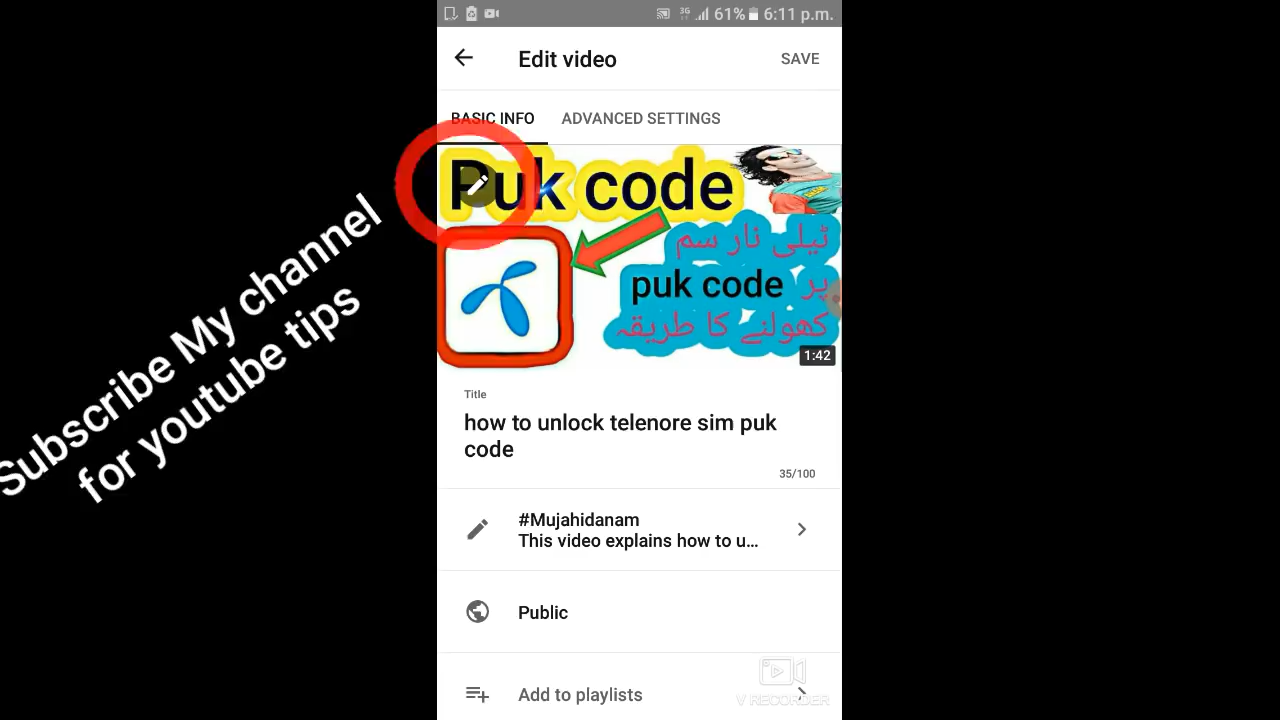 3G 61% 6:11 p.m.
Edit video
SAVE
BASIC INFO
ADVANCED SETTINGS
Puk code
ٹیلی نار سم
پر puk code
کھولنے کا طریقہ
1:42
Title
how to unlock telenore sim puk
code
35/100
#Mujahidanam
This video explains how to u...
Public
Add to playlists
V RECORDER
Subscribe My channel
for youtube tips